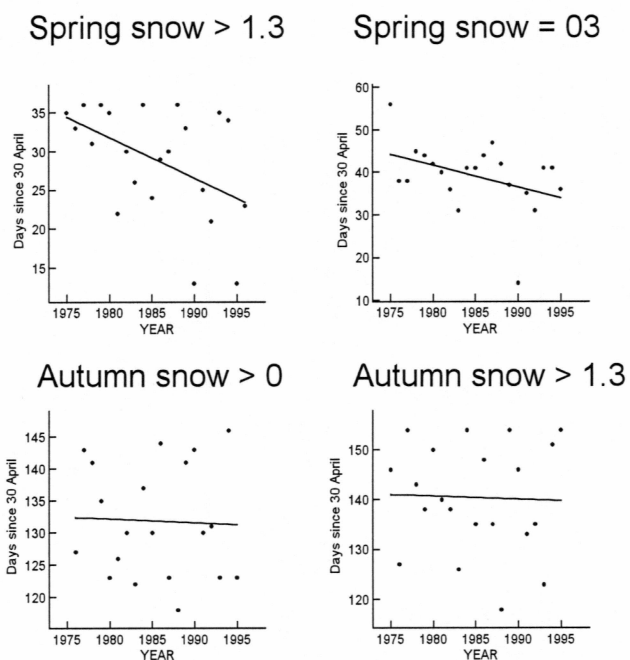 Spring snow > 1.3
Spring snow = 03
Days since 30 April
35
30
25
20
15
1975 1980 1985 1990 1995
YEAR
Days since 30 April
60
50
40
30
20
10
1975 1980 1985 1990 1995
YEAR
Autumn snow > 0
Autumn snow > 1.3
Days since 30 April
145
140
135
130
125
120
1975 1980 1985 1990 1995
YEAR
Days since 30 April
150
140
130
120
1975 1980 1985 1990 1995
YEAR